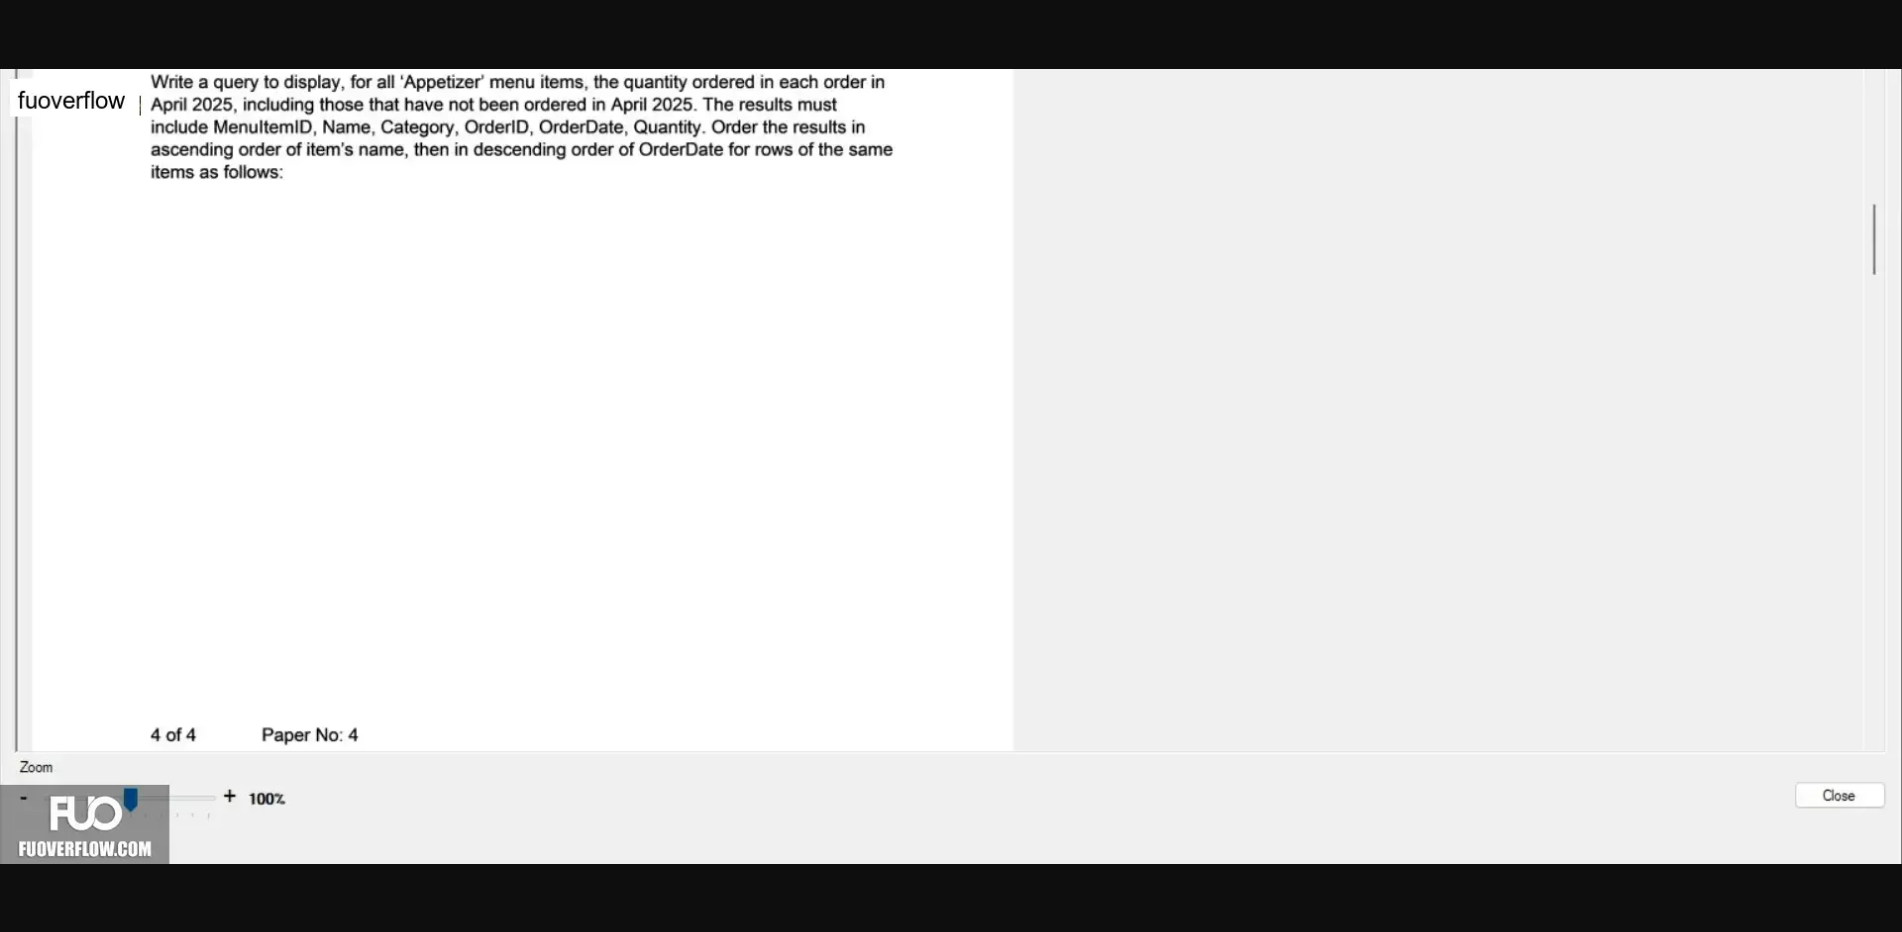 Write a query to display, for all ‘Appetizer’ menu items, the quantity ordered in each order in
fuoverflow
April 2025, including those that have not been ordered in April 2025. The results must
include MenuItemID, Name, Category, OrderID, OrderDate, Quantity. Order the results in
ascending order of item's name, then in descending order of OrderDate for rows of the same
items as follows:
4 of 4 Paper No: 4
Zoom
- + 100%
Close
FUO
FUOVERFLOW.COM